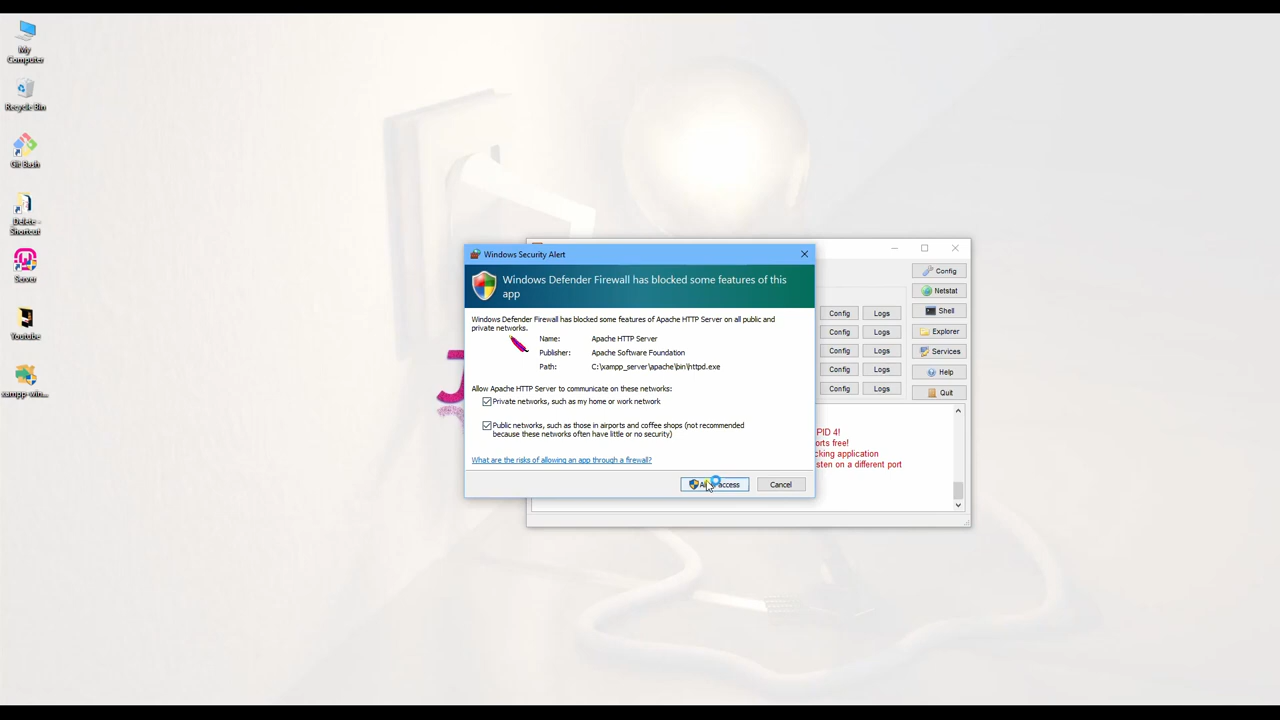 My
Computer
Recycle Bin
Git Bash
_Delete -
Shortcut
Server
Youtube
xampp-win...
Windows Security Alert
Windows Defender Firewall has blocked some features of this
app
Windows Defender Firewall has blocked some features of Apache HTTP Server on all public and
private networks.
Name: Apache HTTP Server
Publisher: Apache Software Foundation
Path: C:\xampp_server\apache\bin\httpd.exe
Allow Apache HTTP Server to communicate on these networks:
Private networks, such as my home or work network
Public networks, such as those in airports and coffee shops (not recommended
because these networks often have little or no security)
What are the risks of allowing an app through a firewall?
access
Cancel
Config
Netstat
Config Logs
Shell
Config Logs
Explorer
Config Logs
Services
Config Logs
Help
Config Logs
Quit
PID 4!
orts free!
cking application
sten on a different port